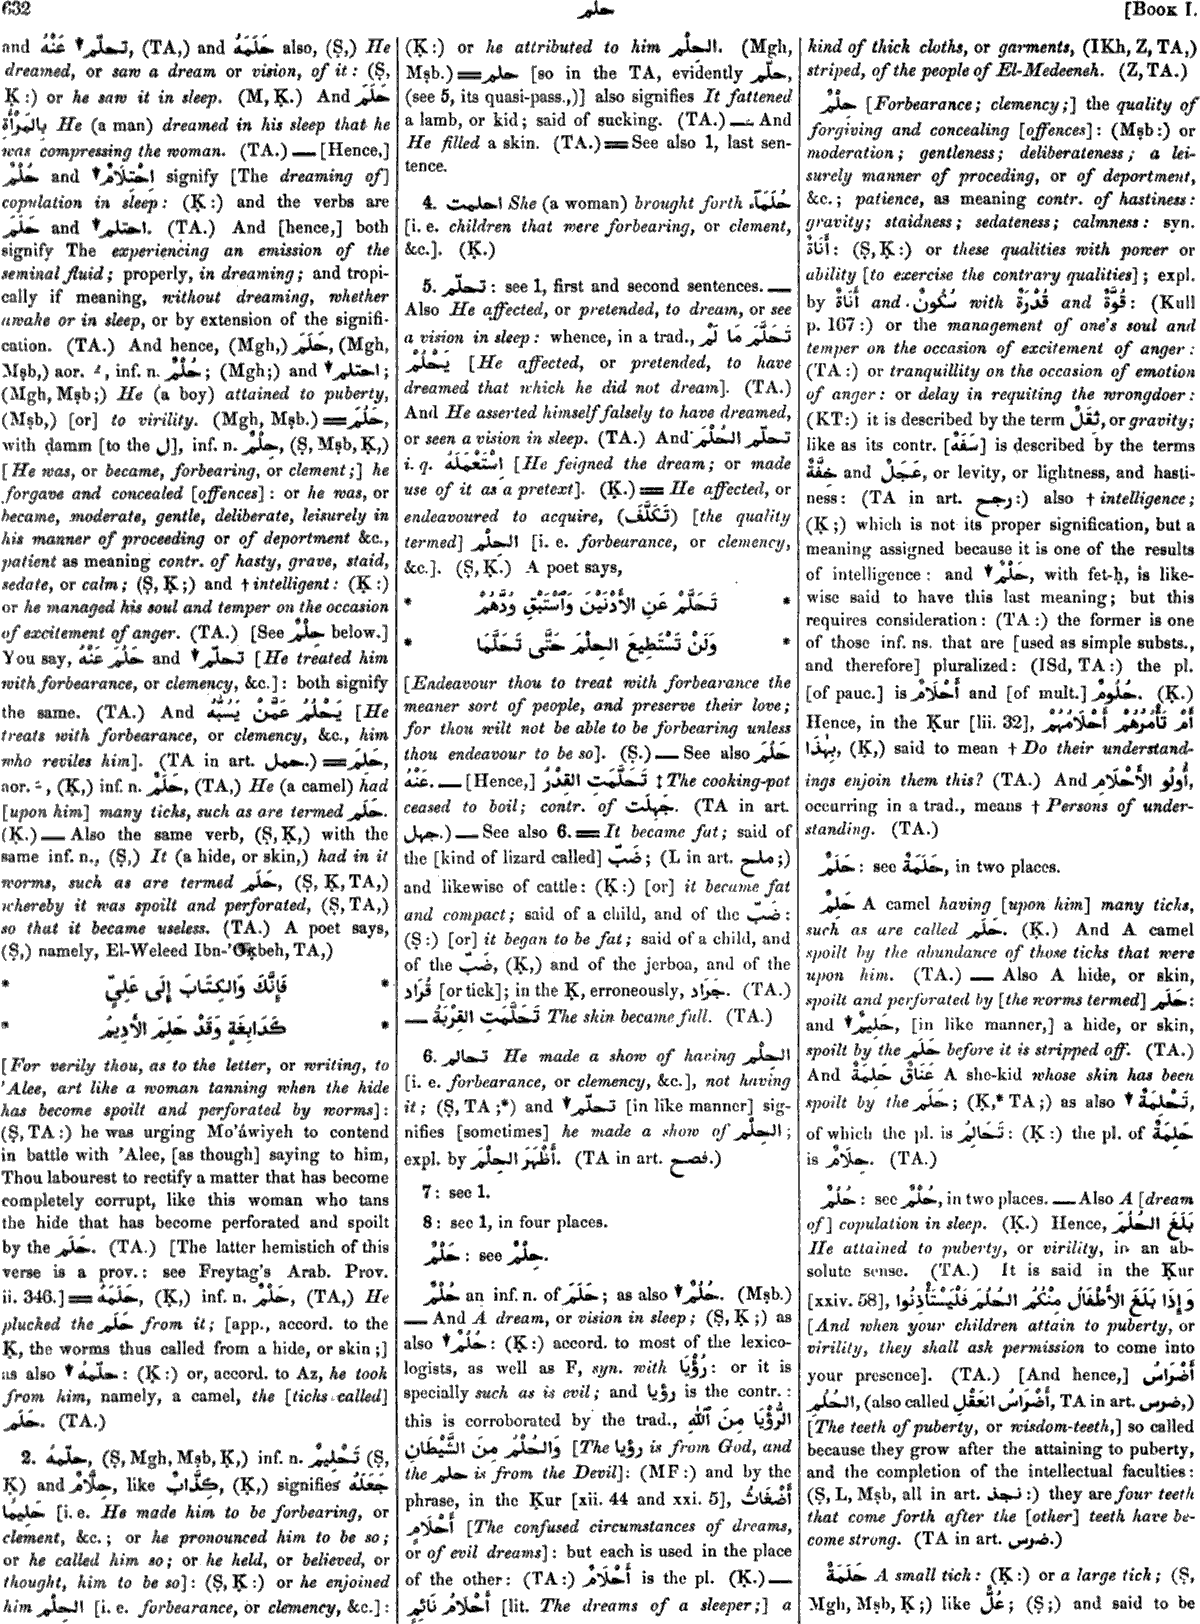 632
حلم
[BOOK I.
and تحلّم ▼ عَنْهُ, (TA,) and حَلَمَهُ also, (Ṣ,) He
dreamed, or saw a dream or vision, of it: (Ṣ,
Ḳ:) or he saw it in sleep. (M, Ḳ.) And حَلَمَ
بِالمَرْأَةِ He (a man) dreamed in his sleep that he
was compressing the woman. (TA.) — [Hence,]
حُلْمٌ and ▼ اِحْتِلَامٌ signify [The dreaming of]
copulation in sleep: (Ḳ:) and the verbs are
حَلَمَ and ▼ احتلم. (TA.) And [hence,] both
signify The experiencing an emission of the
seminal fluid; properly, in dreaming; and tropi-
cally if meaning, without dreaming, whether
awake or in sleep, or by extension of the signifi-
cation. (TA.) And hence, (Mgh,) حَلَمَ, (Mgh,
Mṣb,) aor. ـُ, inf. n. حُلْمٌ; (Mgh;) and ▼ احتلم;
(Mgh, Mṣb;) He (a boy) attained to puberty,
(Mṣb,) [or] to virility. (Mgh, Mṣb.) = حَلُمَ,
with ḍamm [to the ل], inf. n. حِلْمٌ, (Ṣ, Mṣb, Ḳ,)
[He was, or became, forbearing, or clement;] he
forgave and concealed [offences]: or he was, or
became, moderate, gentle, deliberate, leisurely in
his manner of proceeding or of deportment &c.,
patient as meaning contr. of hasty, grave, staid,
sedate, or calm; (Ṣ, Ḳ;) and † intelligent: (Ḳ:)
or he managed his soul and temper on the occasion
of excitement of anger. (TA.) [See حِلْمٌ below.]
You say, حَلُمَ عَنْهُ and ▼ تحلّم [He treated him
with forbearance, or clemency, &c.]: both signify
the same. (TA.) And يَحْلُمُ عَمَّنْ يَسُبُّهُ [He
treats with forbearance, or clemency, &c., him
who reviles him]. (TA in art. حمل.) = حَلِمَ,
aor. ـَ, (Ḳ,) inf. n. حَلَمٌ, (TA,) He (a camel) had
[upon him] many ticks, such as are termed حَلَم.
(Ḳ.) — Also the same verb, (Ṣ, Ḳ,) with the
same inf. n., (Ṣ,) It (a hide, or skin,) had in it
worms, such as are termed حَلَم, (Ṣ, Ḳ, TA,)
whereby it was spoilt and perforated, (Ṣ, TA,)
so that it became useless. (TA.) A poet says,
(Ṣ,) namely, El-Weleed Ibn-'Oḳbeh, TA,)
* فَإِنَّكَ وَالكِتَابَ إِلَى عَلِيٍّ *
* كَدَابِغَةٍ وَقَدْ حَلِمَ الأَدِيمُ *
[For verily thou, as to the letter, or writing, to
'Alee, art like a woman tanning when the hide
has become spoilt and perforated by worms]:
(Ṣ, TA:) he was urging Mo'áwiyeh to contend
in battle with 'Alee, [as though] saying to him,
Thou labourest to rectify a matter that has become
completely corrupt, like this woman who tans
the hide that has become perforated and spoilt
by the حَلَم. (TA.) [The latter hemistich of this
verse is a prov.: see Freytag's Arab. Prov.
ii. 346.] = حَلَمَهُ, (Ḳ,) inf. n. حَلْمٌ, (TA,) He
plucked the حَلَم from it; [app., accord. to the
Ḳ, the worms thus called from a hide, or skin;]
as also ▼ حلّمهُ: (Ḳ:) or, accord. to Az, he took
from him, namely, a camel, the [ticks called]
حَلَم. (TA.)
2. حلّمهُ, (Ṣ, Mgh, Mṣb, Ḳ,) inf. n. تَحْلِيمٌ (Ṣ,
Ḳ) and حِلَّامٌ, like كِذَّابٌ, (Ḳ,) signifies جَعَلَهُ
حَلِيمًا [i. e. He made him to be forbearing, or
clement, &c.; or he pronounced him to be so;
or he called him so; or he held, or believed, or
thought, him to be so]: (Ṣ, Ḳ:) or he enjoined
him الحِلْم [i. e. forbearance, or clemency, &c.]:
(Ḳ:) or he attributed to him الحِلْم. (Mgh,
Mṣb.) = حلم [so in the TA, evidently حلّم,
(see 5, its quasi-pass.,)] also signifies It fattened
a lamb, or kid; said of sucking. (TA.) — And
He filled a skin. (TA.) = See also 1, last sen-
tence.
4. احلمت She (a woman) brought forth حُلَمَآء
[i. e. children that were forbearing, or clement,
&c.]. (Ḳ.)
5. تحلّم: see 1, first and second sentences. —
Also He affected, or pretended, to dream, or see
a vision in sleep: whence, in a trad., تَحَلَّمَ مَا لَمْ
يَحْلُمْ [He affected, or pretended, to have
dreamed that which he did not dream]. (TA.)
And He asserted himself falsely to have dreamed,
or seen a vision in sleep. (TA.) And تحلّم الحُلْمَ
i. q. اِسْتَعْمَلَهُ [He feigned the dream; or made
use of it as a pretext]. (Ḳ.) = He affected, or
endeavoured to acquire, (تَكَلَّفَ) [the quality
termed] الحِلْم [i. e. forbearance, or clemency,
&c.]. (Ṣ, Ḳ.) A poet says,
* تَحَلَّمْ عَنِ الأَدْنَيْنَ وَٱسْتَبْقِ وُدَّهُمْ *
* وَلَنْ تَسْتَطِيعَ الحِلْمَ حَتَّى تَحَلَّمَا *
[Endeavour thou to treat with forbearance the
meaner sort of people, and preserve their love;
for thou wilt not be able to be forbearing unless
thou endeavour to be so]. (Ṣ.) — See also حَلُمَ
عَنْهُ. — [Hence,] تَحَلَّمَتِ القِدْرُ ‡ The cooking-pot
ceased to boil; contr. of جَهِلَت. (TA in art.
جهل.) — See also 6. = It became fat; said of
the [kind of lizard called] ضَبّ; (L in art. ملح;)
and likewise of cattle: (Ḳ:) [or] it became fat
and compact; said of a child, and of the ضَبّ:
(Ṣ:) [or] it began to be fat; said of a child, and
of the ضَبّ, (Ḳ,) and of the jerboa, and of the
قُرَاد [or tick]; in the Ḳ, erroneously, جَرَاد. (TA.)
— تَحَلَّمَتِ القِرْبَةُ The skin became full. (TA.)
6. تحالم He made a show of having الحِلْم
[i. e. forbearance, or clemency, &c.], not having
it; (Ṣ, TA;*) and ▼ تحلّم [in like manner] sig-
nifies [sometimes] he made a show of الحِلْم;
expl. by أَظْهَرَ الحِلْمَ. (TA in art. فصح.)
7: see 1.
8: see 1, in four places.
حَلْمٌ: see حِلْمٌ.
حُلْمٌ an inf. n. of حَلَمَ; as also ▼ حُلُمٌ. (Mṣb.)
— And A dream, or vision in sleep; (Ṣ, Ḳ;) as
also ▼ حُلُمٌ: (Ḳ:) accord. to most of the lexico-
logists, as well as F, syn. with رُؤْيَا: or it is
specially such as is evil; and رؤيا is the contr.:
this is corroborated by the trad., الرُّؤْيَا مِنَ ٱللّٰهِ
وَالحُلْمُ مِنَ الشَّيْطَانِ [The رؤيا is from God, and
the حلم is from the Devil]: (MF:) and by the
phrase, in the Ḳur [xii. 44 and xxi. 5], أَضْغَاثُ
أَحْلَامٍ [The confused circumstances of dreams,
or of evil dreams]: but each is used in the place
of the other: (TA:) أَحْلَامٌ is the pl. (Ḳ.) —
أَحْلَامُ نَائِمٍ [lit. The dreams of a sleeper;] a
kind of thick cloths, or garments, (IKh, Z, TA,)
striped, of the people of El-Medeeneh. (Z, TA.)
حِلْمٌ [Forbearance; clemency;] the quality of
forgiving and concealing [offences]: (Mṣb:) or
moderation; gentleness; deliberateness; a lei-
surely manner of proceding, or of deportment,
&c.; patience, as meaning contr. of hastiness:
gravity; staidness; sedateness; calmness: syn.
أَنَاةٌ: (Ṣ, Ḳ:) or these qualities with power or
ability [to exercise the contrary qualities]; expl.
by أَنَاةٌ and سُكُونٌ with قُدْرَةٌ and قُوَّةٌ: (Kull
p. 167:) or the management of one's soul and
temper on the occasion of excitement of anger:
(TA:) or tranquillity on the occasion of emotion
of anger: or delay in requiting the wrongdoer:
(KT:) it is described by the term ثِقَلٌ, or gravity;
like as its contr. [سَفَهٌ] is described by the terms
خِفَّةٌ and عَجَلٌ, or levity, or lightness, and hasti-
ness: (TA in art. رجح:) also † intelligence;
(Ḳ;) which is not its proper signification, but a
meaning assigned because it is one of the results
of intelligence: and ▼ حَلْمٌ, with fet-ḥ, is like-
wise said to have this last meaning; but this
requires consideration: (TA:) the former is one
of those inf. ns. that are [used as simple substs.,
and therefore] pluralized: (ISd, TA:) the pl.
[of pauc.] is أَحْلَامٌ and [of mult.] حُلُومٌ. (Ḳ.)
Hence, in the Ḳur [lii. 32], أَمْ تَأْمُرُهُمْ أَحْلَامُهُمْ
بِهٰذَا, (Ḳ,) said to mean † Do their understand-
ings enjoin them this? (TA.) And أُولُو الأَحْلَامِ,
occurring in a trad., means † Persons of under-
standing. (TA.)
حَلَمٌ: see حَلَمَةٌ, in two places.
حَلِمٌ A camel having [upon him] many ticks,
such as are called حَلَم. (Ḳ.) And A camel
spoilt by the abundance of those ticks that were
upon him. (TA.) — Also A hide, or skin,
spoilt and perforated by [the worms termed] حَلَم:
and ▼ حَلِيمٌ, [in like manner,] a hide, or skin,
spoilt by the حَلَم before it is stripped off. (TA.)
And عَنَاقٌ حَلِمَةٌ A she-kid whose skin has been
spoilt by the حَلَم; (Ḳ,* TA;) as also ▼ تَحْلِمَةٌ,
of which the pl. is تَحَالِمُ: (Ḳ:) the pl. of حَلِمَةٌ
is حِلَامٌ. (TA.)
حُلُمٌ: see حُلْمٌ, in two places. — Also A [dream
of] copulation in sleep. (Ḳ.) Hence, بَلَغَ الحُلُمَ
He attained to puberty, or virility, in an ab-
solute sense. (TA.) It is said in the Ḳur
[xxiv. 58], وَإِذَا بَلَغَ الأَطْفَالُ مِنْكُمُ الحُلُمَ فَلْيَسْتَأْذِنُوا
[And when your children attain to puberty, or
virility, they shall ask permission to come into
your presence]. (TA.) [And hence,] أَضْرَاسُ
الحُلُمِ, (also called أَضْرَاسُ العَقْلِ, TA in art. ضرس,)
[The teeth of puberty, or wisdom-teeth,] so called
because they grow after the attaining to puberty,
and the completion of the intellectual faculties:
(Ṣ, L, Mṣb, all in art. نجذ:) they are four teeth
that come forth after the [other] teeth have be-
come strong. (TA in art. ضرس.)
حَلَمَةٌ A small tick: (Ḳ:) or a large tick; (Ṣ,
Mgh, Mṣb, Ḳ;) like عُلٌّ; (Ṣ;) and said to be